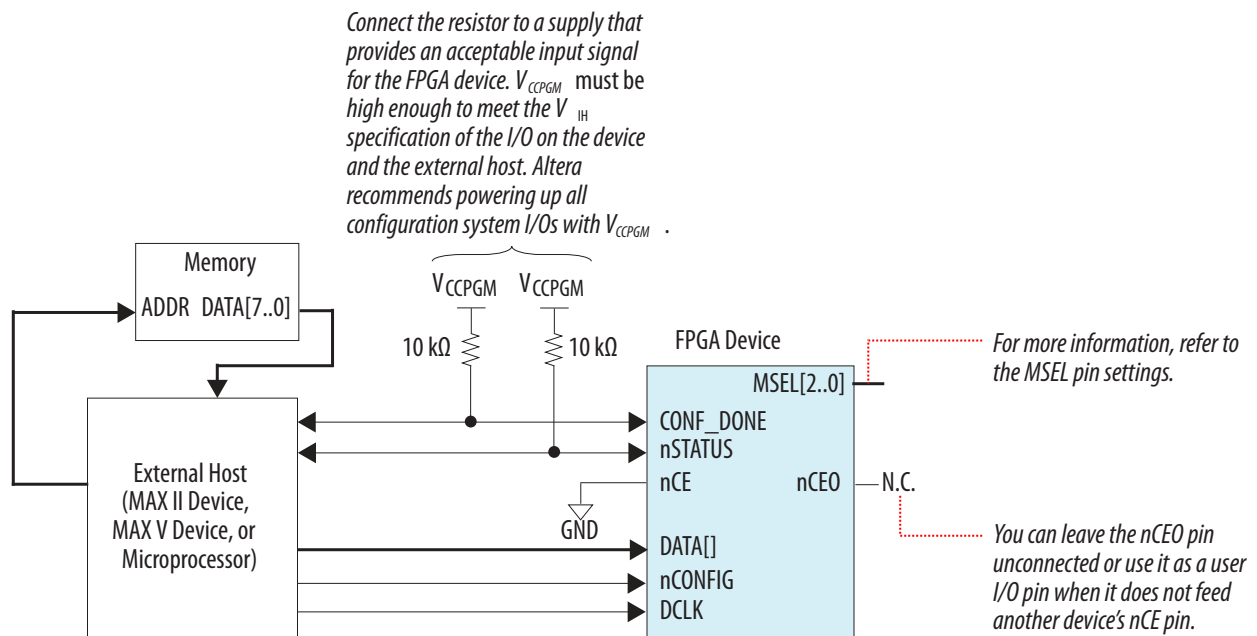 Connect the resistor to a supply that
provides an acceptable input signal
for the FPGA device. VCCPGM must be
high enough to meet the V IH
specification of the I/O on the device
and the external host. Altera
recommends powering up all
configuration system I/Os with VCCPGM .
Memory
ADDR DATA[7..0]
VCCPGM VCCPGM
10 kΩ 10 kΩ
FPGA Device
MSEL[2..0]
For more information, refer to
the MSEL pin settings.
CONF_DONE
nSTATUS
nCE nCEO N.C.
GND
External Host
(MAX II Device,
MAX V Device, or
Microprocessor)
DATA[]
nCONFIG
DCLK
You can leave the nCEO pin
unconnected or use it as a user
I/O pin when it does not feed
another device's nCE pin.